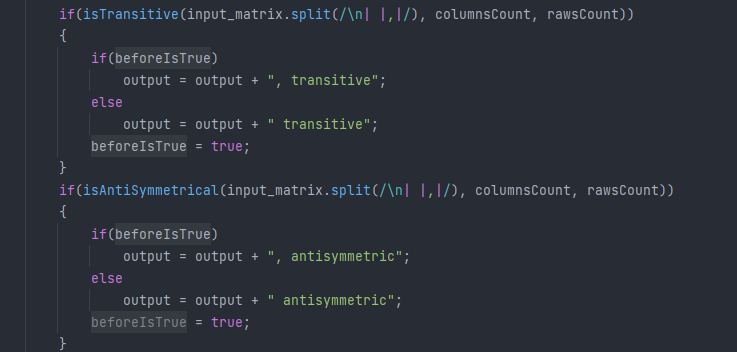 if(isTransitive(input_matrix.split(/\n| |,|/), columnsCount, rawsCount))
{
    if(beforeIsTrue)
        output = output + ", transitive";
    else
        output = output + " transitive";
    beforeIsTrue = true;
}
if(isAntiSymmetrical(input_matrix.split(/\n| |,|/), columnsCount, rawsCount))
{
    if(beforeIsTrue)
        output = output + ", antisymmetric";
    else
        output = output + " antisymmetric";
    beforeIsTrue = true;
}